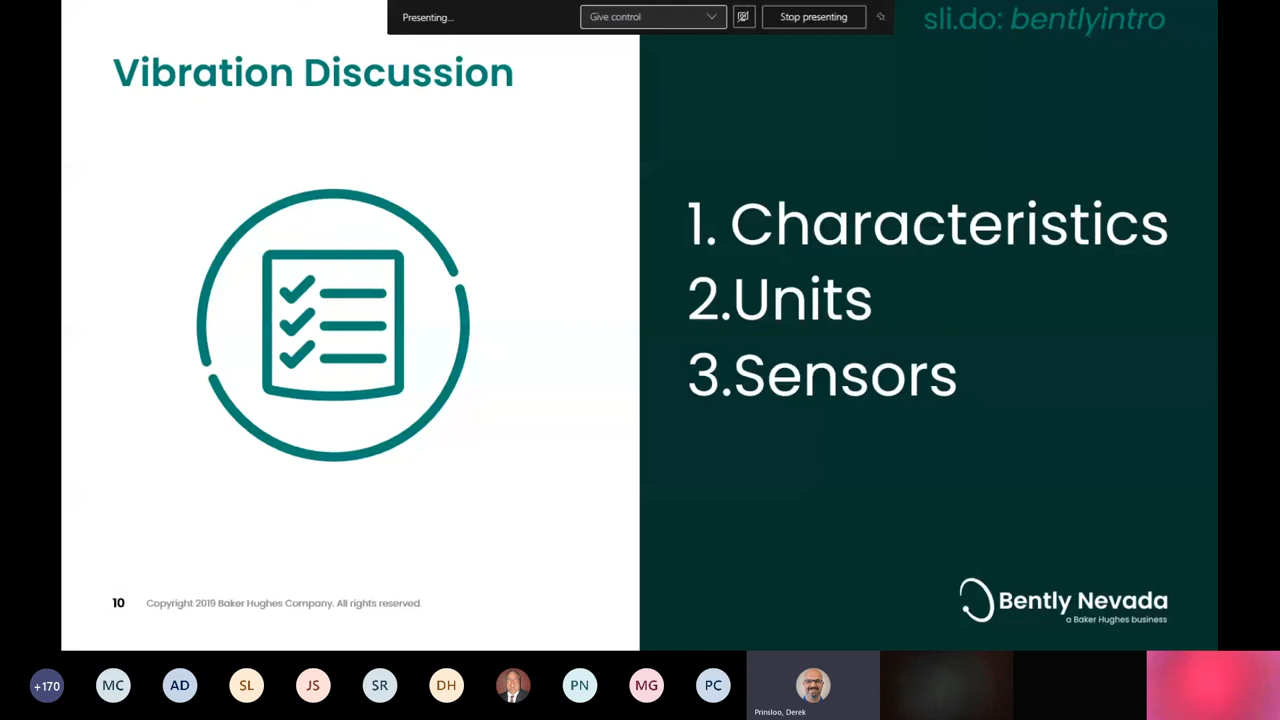 Presenting...
Give control
Stop presenting
sli.do: bentlyintro
Vibration Discussion
1. Characteristics
2.Units
3.Sensors
10
Copyright 2019 Baker Hughes Company. All rights reserved.
Bently Nevada
a Baker Hughes business
+170
MC
AD
SL
JS
SR
DH
PN
MG
PC
Prinsloo, Derek